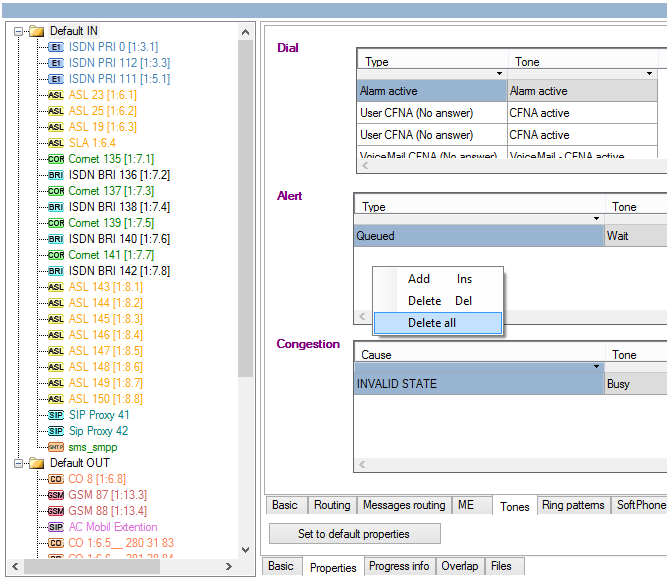 Default IN
E1 ISDN PRI 0 [1:3.1]
E1 ISDN PRI 112 [1:3.3]
E1 ISDN PRI 111 [1:5.1]
ASL ASL 23 [1:6.1]
ASL ASL 25 [1:6.2]
ASL ASL 19 [1:6.3]
ASL SLA 1:6.4
COR Comet 135 [1:7.1]
BRI ISDN BRI 136 [1:7.2]
COR Comet 137 [1:7.3]
BRI ISDN BRI 138 [1:7.4]
COR Comet 139 [1:7.5]
BRI ISDN BRI 140 [1:7.6]
COR Comet 141 [1:7.7]
BRI ISDN BRI 142 [1:7.8]
ASL ASL 143 [1:8.1]
ASL ASL 144 [1:8.2]
ASL ASL 145 [1:8.3]
ASL ASL 146 [1:8.4]
ASL ASL 147 [1:8.5]
ASL ASL 148 [1:8.6]
ASL ASL 149 [1:8.7]
ASL ASL 150 [1:8.8]
SIP SIP Proxy 41
SIP Sip Proxy 42
SMTP sms_smpp
Default OUT
CO. CO 8 [1:6.8]
GSM GSM 87 [1:13.3]
GSM GSM 88 [1:13.4]
SIP AC Mobil Extention
CO. CO 1:6.5__ 280 31 83
CO. CO 1:6.6__ 281 38 84
Dial
Type Tone
Alarm active Alarm active
User CFNA (No answer) CFNA active
User CFNA (No answer) CFNA active
VoiceMail CFNA (No answer) VoiceMail - CFNA active
Alert
Type Tone
Queued Wait
Add Ins
Delete Del
Delete all
Congestion
Cause Tone
INVALID STATE Busy
Basic Routing Messages routing ME Tones Ring patterns SoftPhone
Set to default properties
Basic Properties Progress info Overlap Files